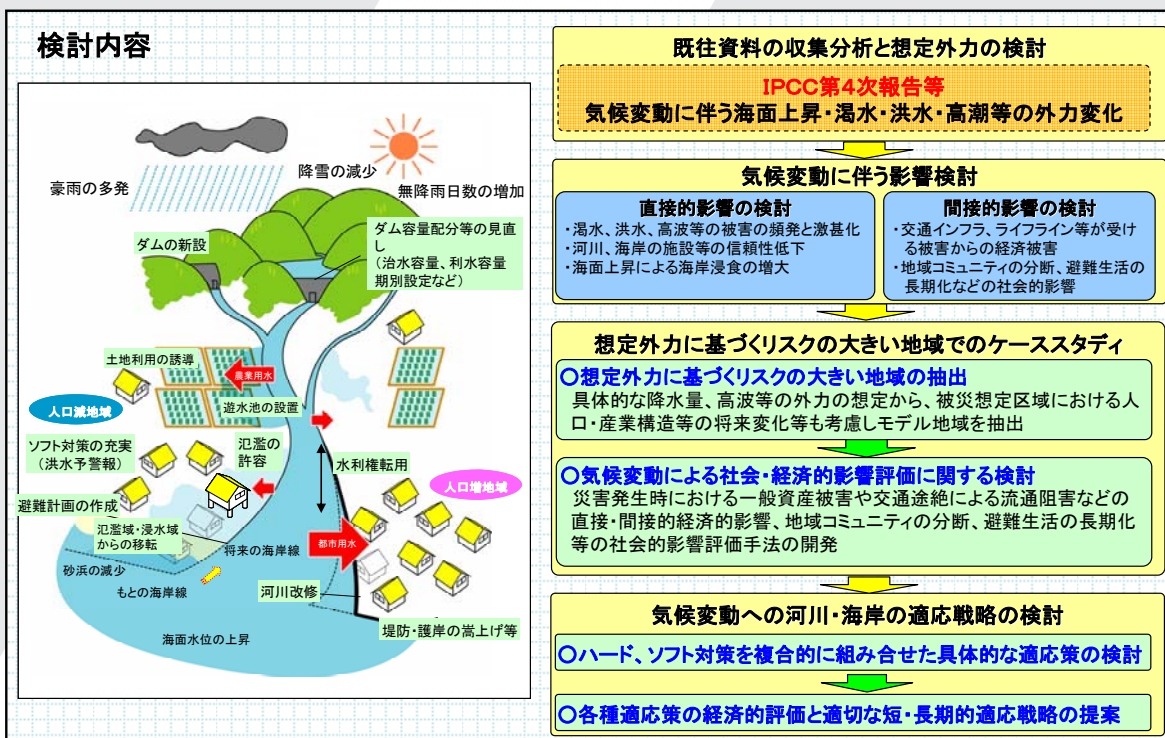 検討内容
豪雨の多発
降雪の減少
無降雨日数の増加
ダムの新設
ダム容量配分等の見直
し
(治水容量、利水容量
期別設定など)
土地利用の誘導
農業用水
人口減地域
遊水池の設置
ソフト対策の充実
(洪水予警報)
氾濫の
許容
水利権転用
人口増地域
避難計画の作成
氾濫域・浸水域
からの移転
将来の海岸線
都市用水
砂浜の減少
もとの海岸線
河川改修
堤防・護岸の嵩上げ等
海面水位の上昇
既往資料の収集分析と想定外力の検討
IPCC第4次報告等
気候変動に伴う海面上昇・渇水・洪水・高潮等の外力変化
気候変動に伴う影響検討
直接的影響の検討
・渇水、洪水、高波等の被害の頻発と激甚化
・河川、海岸の施設等の信頼性低下
・海面上昇による海岸浸食の増大
間接的影響の検討
・交通インフラ、ライフライン等が受け
る被害からの経済被害
・地域コミュニティの分断、避難生活の
長期化などの社会的影響
想定外力に基づくリスクの大きい地域でのケーススタディ
○想定外力に基づくリスクの大きい地域の抽出
具体的な降水量、高波等の外力の想定から、被災想定区域における人
口・産業構造等の将来変化等も考慮しモデル地域を抽出
○気候変動による社会・経済的影響評価に関する検討
災害発生時における一般資産被害や交通途絶による流通阻害などの
直接・間接的経済的影響、地域コミュニティの分断、避難生活の長期化
等の社会的影響評価手法の開発
気候変動への河川・海岸の適応戦略の検討
○ハード、ソフト対策を複合的に組み合せた具体的な適応策の検討
○各種適応策の経済的評価と適切な短・長期的適応戦略の提案